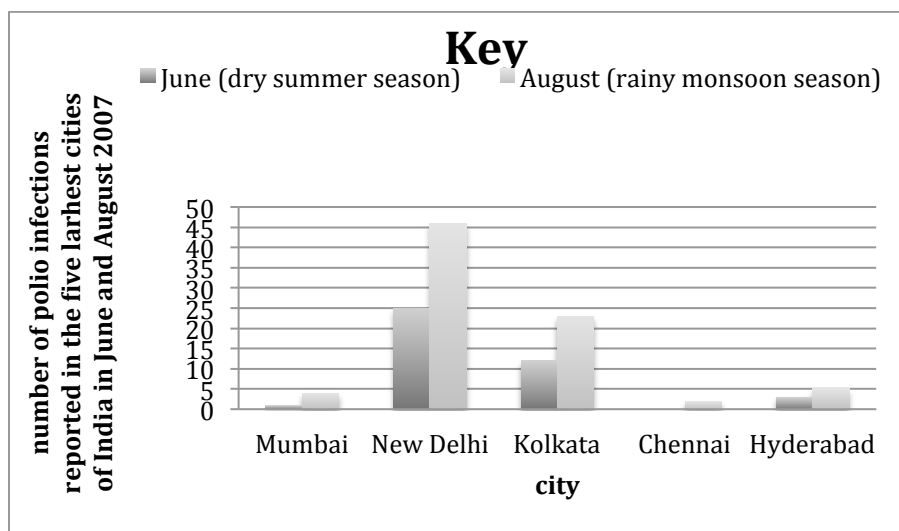 Key
June (dry summer season) August (rainy monsoon season)
number of polio infections
reported in the five larhest cities
of India in June and August 2007
50
45
40
35
30
25
20
15
10
5
0
Mumbai New Delhi Kolkata Chennai Hyderabad
city